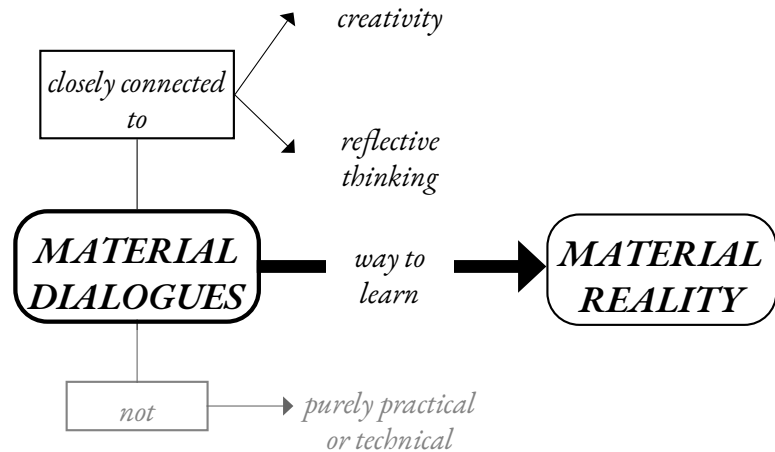 creativity
closely connected
to
reflective
thinking
MATERIAL
DIALOGUES
way to
learn
MATERIAL
REALITY
not
purely practical
or technical